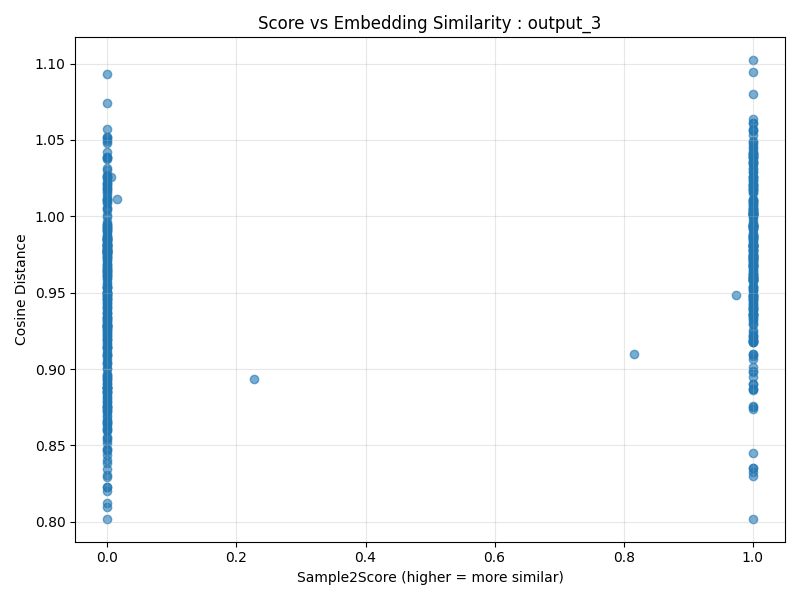 Score vs Embedding Similarity : output_3
1.10
1.05
1.00
0.95
0.90
0.85
0.80
Cosine Distance
0.0 0.2 0.4 0.6 0.8 1.0
Sample2Score (higher = more similar)